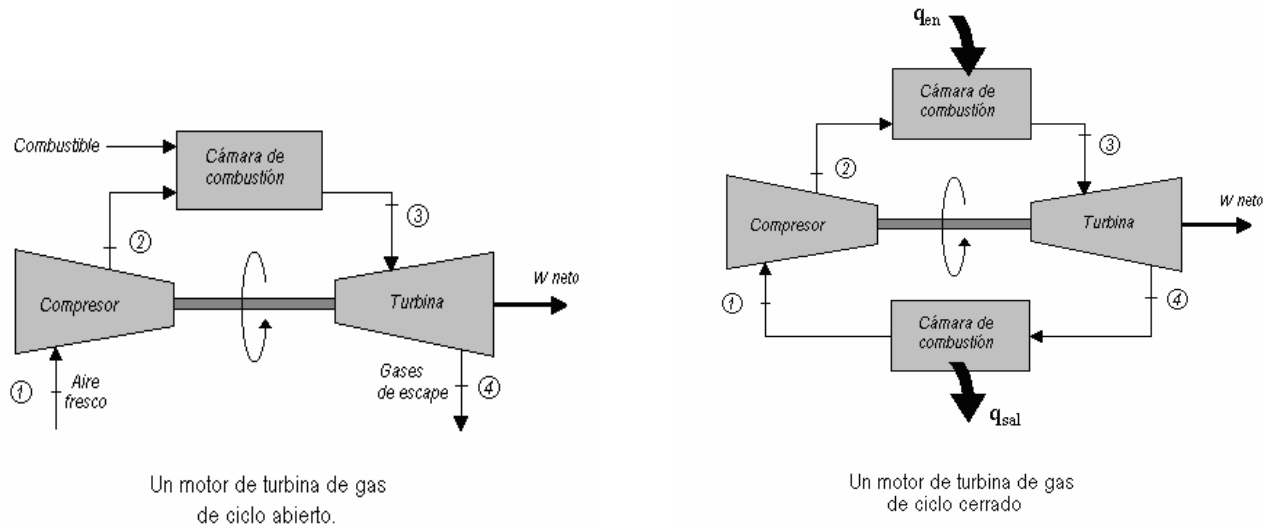 Combustible
Cámara de
combustión
②
③
Compresor
Turbina
W neto
①
Aire
fresco
Gases
de escape
④
Un motor de turbina de gas
de ciclo abierto.
q_en
Cámara de
combustión
②
③
Compresor
Turbina
W neto
①
④
Cámara de
combustión
q_sal
Un motor de turbina de gas
de ciclo cerrado